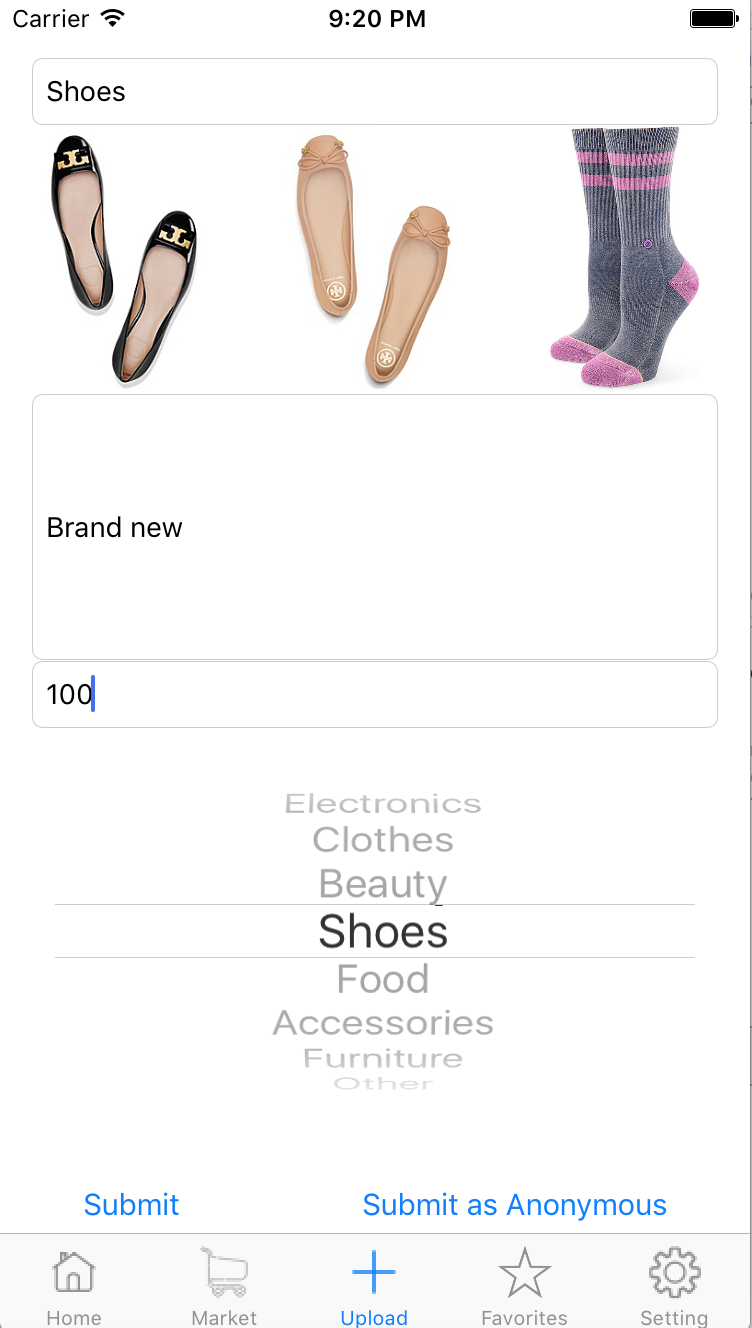 Carrier 9:20 PM
Shoes
Brand new
100
Electronics
Clothes
Beauty
Shoes
Food
Accessories
Furniture
Other
Submit Submit as Anonymous
Home Market Upload Favorites Setting